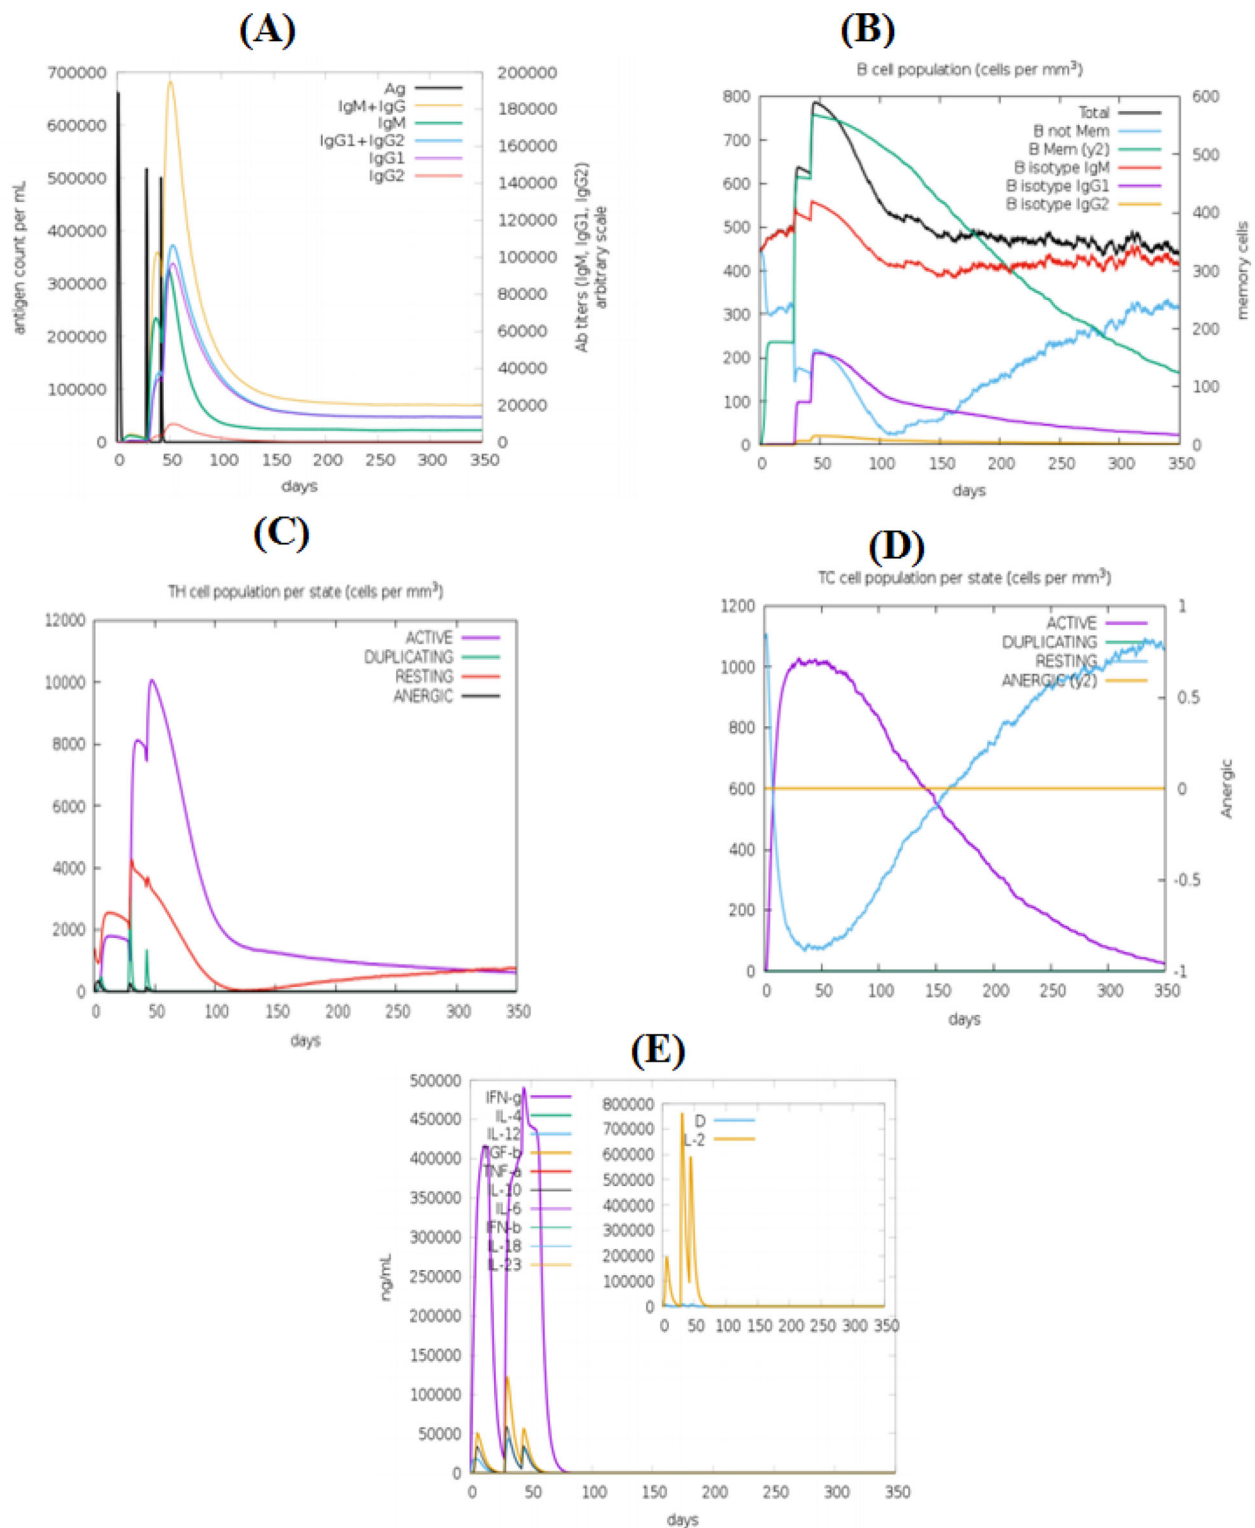 (A)
700000
600000
500000
400000
300000
200000
100000
0
antigen count per mL
Ag
IgM+IgG
IgM
IgG1+IgG2
IgG1
IgG2
200000
180000
160000
140000
120000
100000
80000
60000
40000
20000
0
Ab titers (IgM, IgG1, IgG2)
arbitrary scale
0 50 100 150 200 250 300 350
days
(B)
B cell population (cells per mm³)
800
700
600
500
400
300
200
100
0
Total
B not Mem
B Mem (y2)
B isotype IgM
B isotype IgG1
B isotype IgG2
600
500
400
300
200
100
0
memory cells
0 50 100 150 200 250 300 350
days
(C)
TH cell population per state (cells per mm³)
12000
10000
8000
6000
4000
2000
0
ACTIVE
DUPLICATING
RESTING
ANERGIC
0 50 100 150 200 250 300 350
days
(D)
TC cell population per state (cells per mm³)
1200
1000
800
600
400
200
0
ACTIVE
DUPLICATING
RESTING
ANERGIC (y2)
1
0.5
0
-0.5
-1
Anergic
0 50 100 150 200 250 300 350
days
(E)
500000
450000
400000
350000
300000
250000
200000
150000
100000
50000
0
ng/mL
IFN-g
IL-4
IL-12
GF-b
TNF-a
IL-10
IL-6
IFN-b
IL-18
IL-23
0 50 100 150 200 250 300 350
days
800000
700000
600000
500000
400000
300000
200000
100000
0
D
L-2
0 50 100 150 200 250 300 350